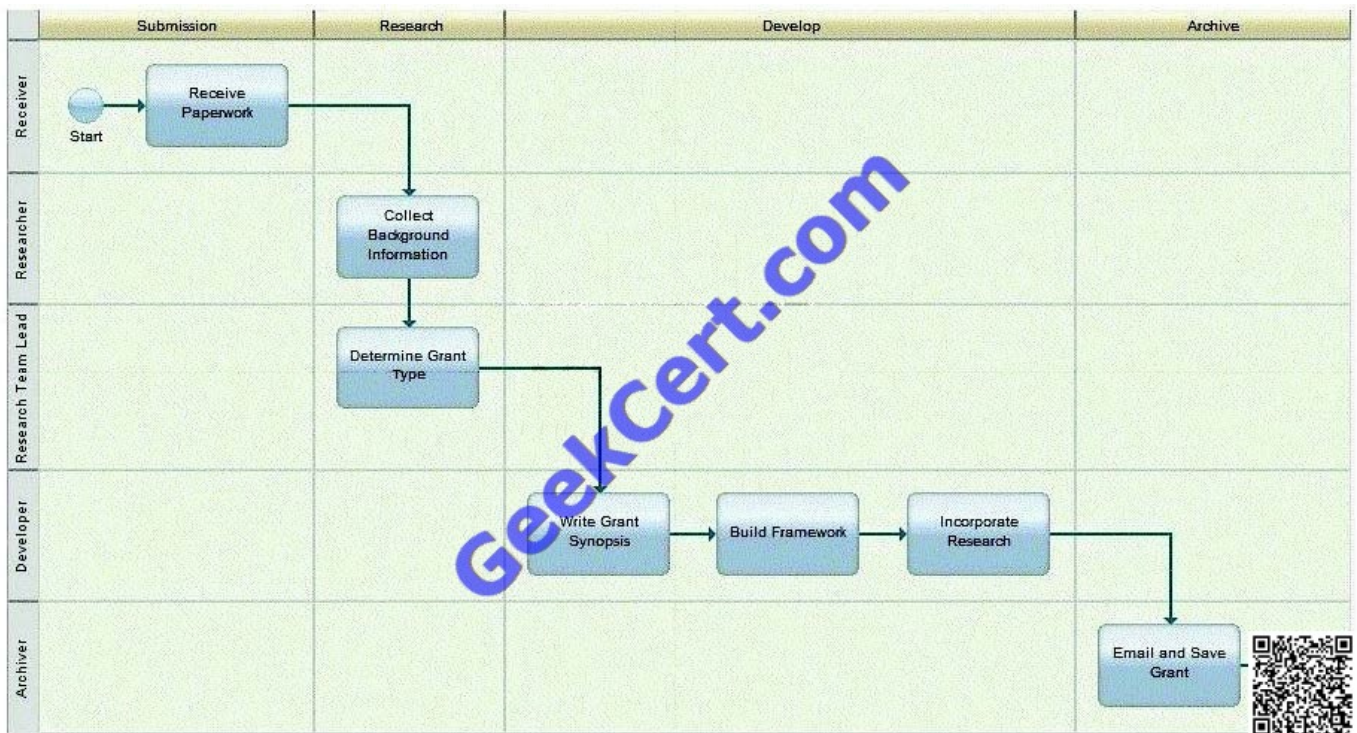 Submission
Research
Develop
Archive
Receiver
Start
Receive
Paperwork
Researcher
Collect
Background
Information
Research Team Lead
Determine Grant
Type
Developer
Write Grant
Synopsis
Build Framework
Incorporate
Research
Archiver
Email and Save
Grant
GeekCert.com